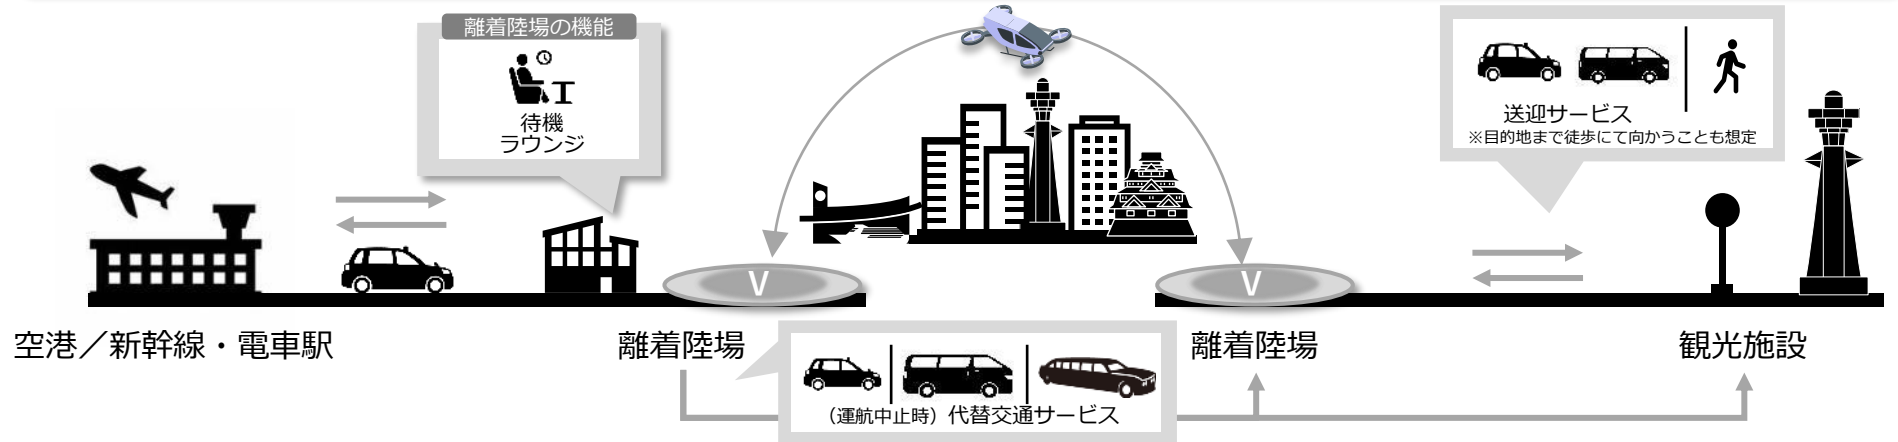 離着陸場の機能
待機
ラウンジ
送迎サービス
※目的地まで徒歩にて向かうことも想定
V
V
空港／新幹線・電車駅
離着陸場
離着陸場
観光施設
（運航中止時）代替交通サービス